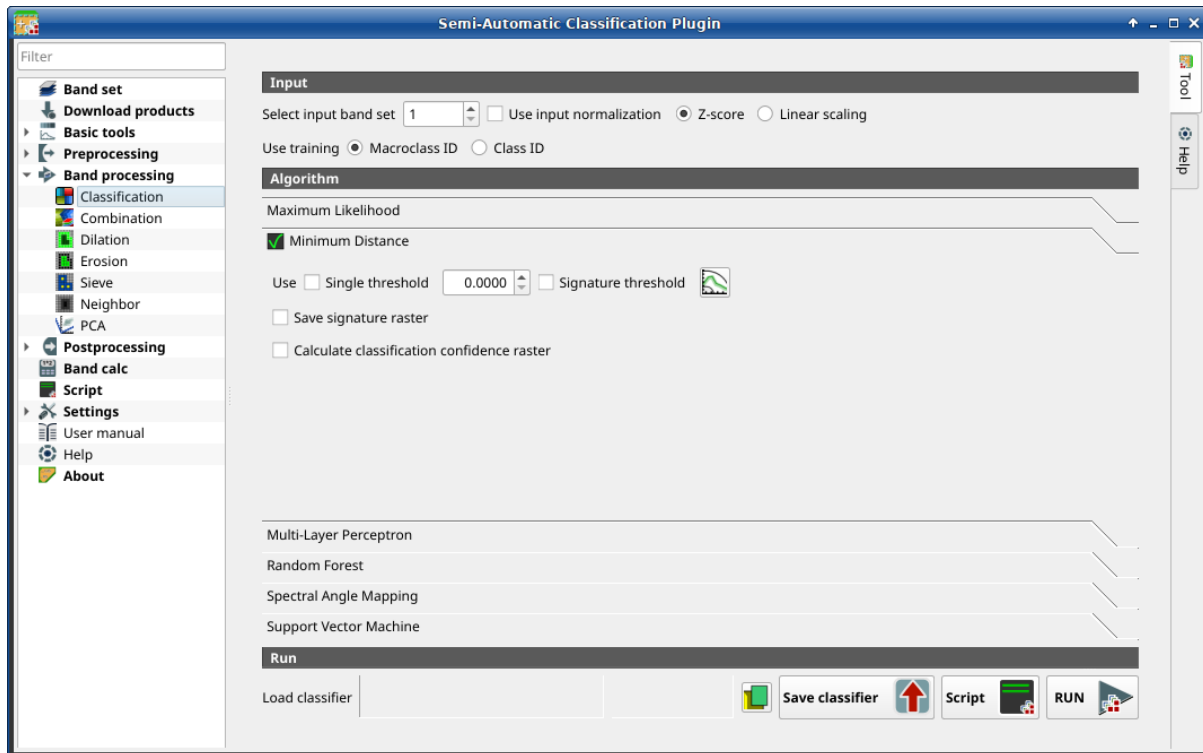 Semi-Automatic Classification Plugin
Filter
Band set
Download products
Basic tools
Preprocessing
Band processing
Classification
Combination
Dilation
Erosion
Sieve
Neighbor
PCA
Postprocessing
Band calc
Script
Settings
User manual
Help
About
Input
Select input band set 1 Use input normalization Z-score Linear scaling
Use training Macroclass ID Class ID
Algorithm
Maximum Likelihood
Minimum Distance
Use Single threshold 0.0000 Signature threshold
Save signature raster
Calculate classification confidence raster
Multi-Layer Perceptron
Random Forest
Spectral Angle Mapping
Support Vector Machine
Run
Load classifier Save classifier Script RUN
Tool
Help